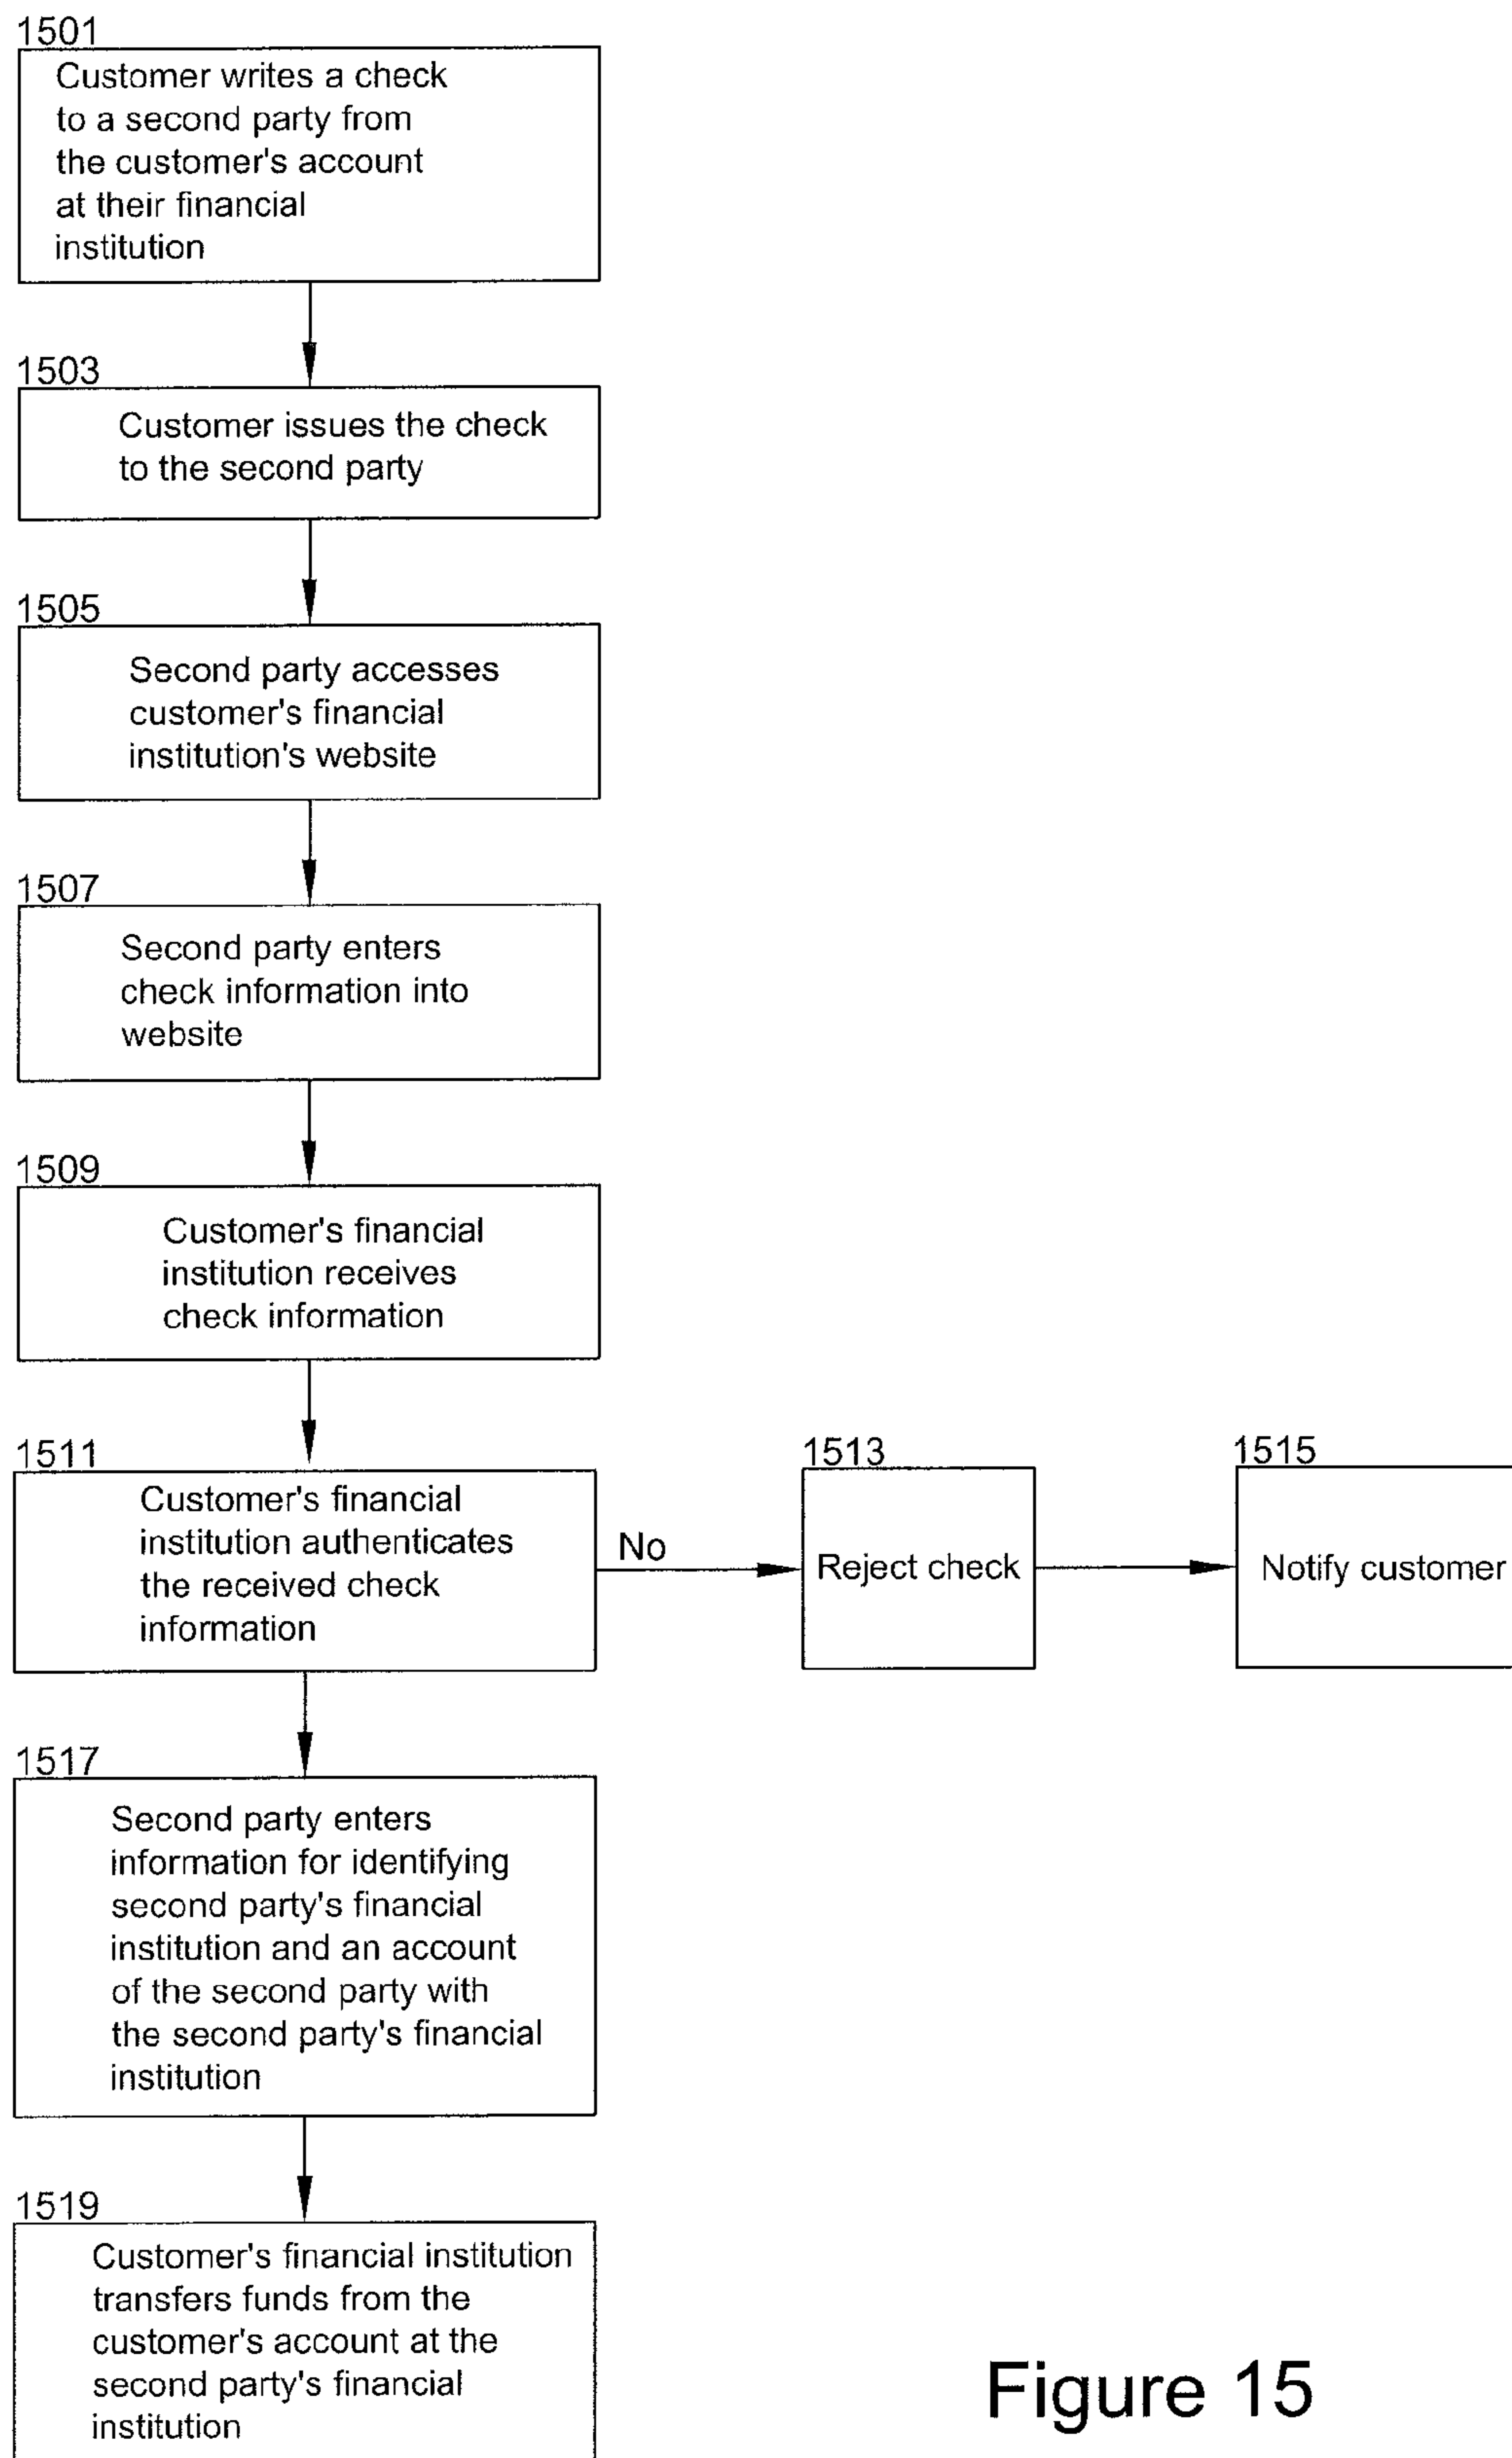 1501
Customer writes a check
to a second party from
the customer's account
at their financial
institution
1503
Customer issues the check
to the second party
1505
Second party accesses
customer's financial
institution's website
1507
Second party enters
check information into
website
1509
Customer's financial
institution receives
check information
1511
Customer's financial
institution authenticates
the received check
information
No
1513
Reject check
1515
Notify customer
1517
Second party enters
information for identifying
second party's financial
institution and an account
of the second party with
the second party's financial
institution
1519
Customer's financial institution
transfers funds from the
customer's account at the
second party's financial
institution
Figure 15